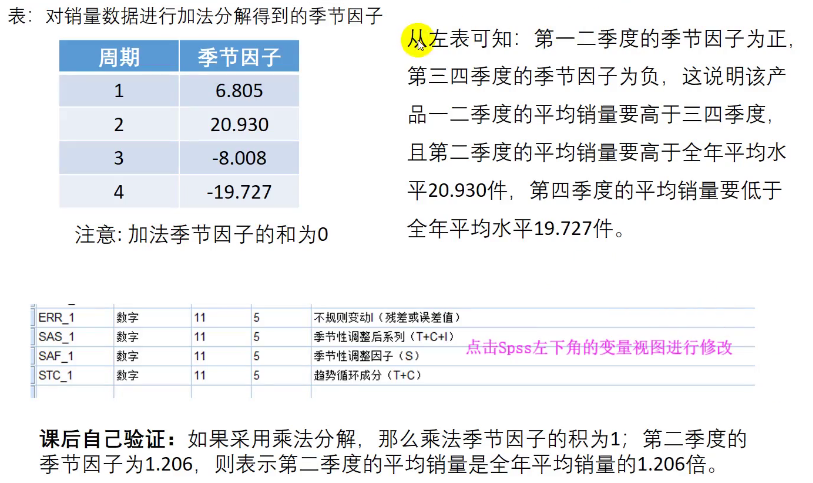 表：对销量数据进行加法分解得到的季节因子
周期 季节因子
1 6.805
2 20.930
3 -8.008
4 -19.727
注意: 加法季节因子的和为0
从左表可知：第一二季度的季节因子为正，
第三四季度的季节因子为负，这说明该产
品一二季度的平均销量要高于三四季度，
且第二季度的平均销量要高于全年平均水
平20.930件，第四季度的平均销量要低于
全年平均水平19.727件。
ERR_1 数字 11 5 不规则变动I（残差或误差值）
SAS_1 数字 11 5 季节性调整后系列（T+C+I）
SAF_1 数字 11 5 季节性调整因子（S）
STC_1 数字 11 5 趋势循环成分（T+C）
点击Spss左下角的变量视图进行修改
课后自己验证：如果采用乘法分解，那么乘法季节因子的积为1；第二季度的
季节因子为1.206，则表示第二季度的平均销量是全年平均销量的1.206倍。